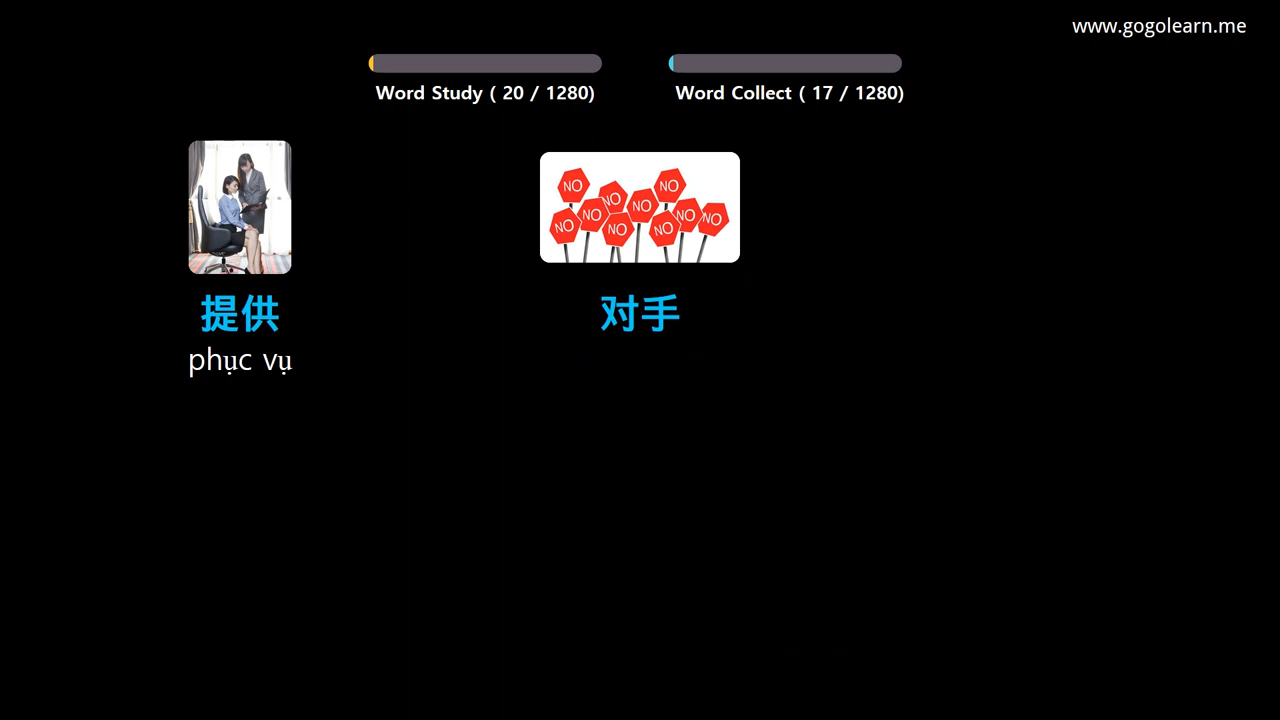 www.gogolearn.me
Word Study ( 20 / 1280)
Word Collect ( 17 / 1280)
NO NO NO NO NO NO NO NO NO NO
提供
对手
phục vụ